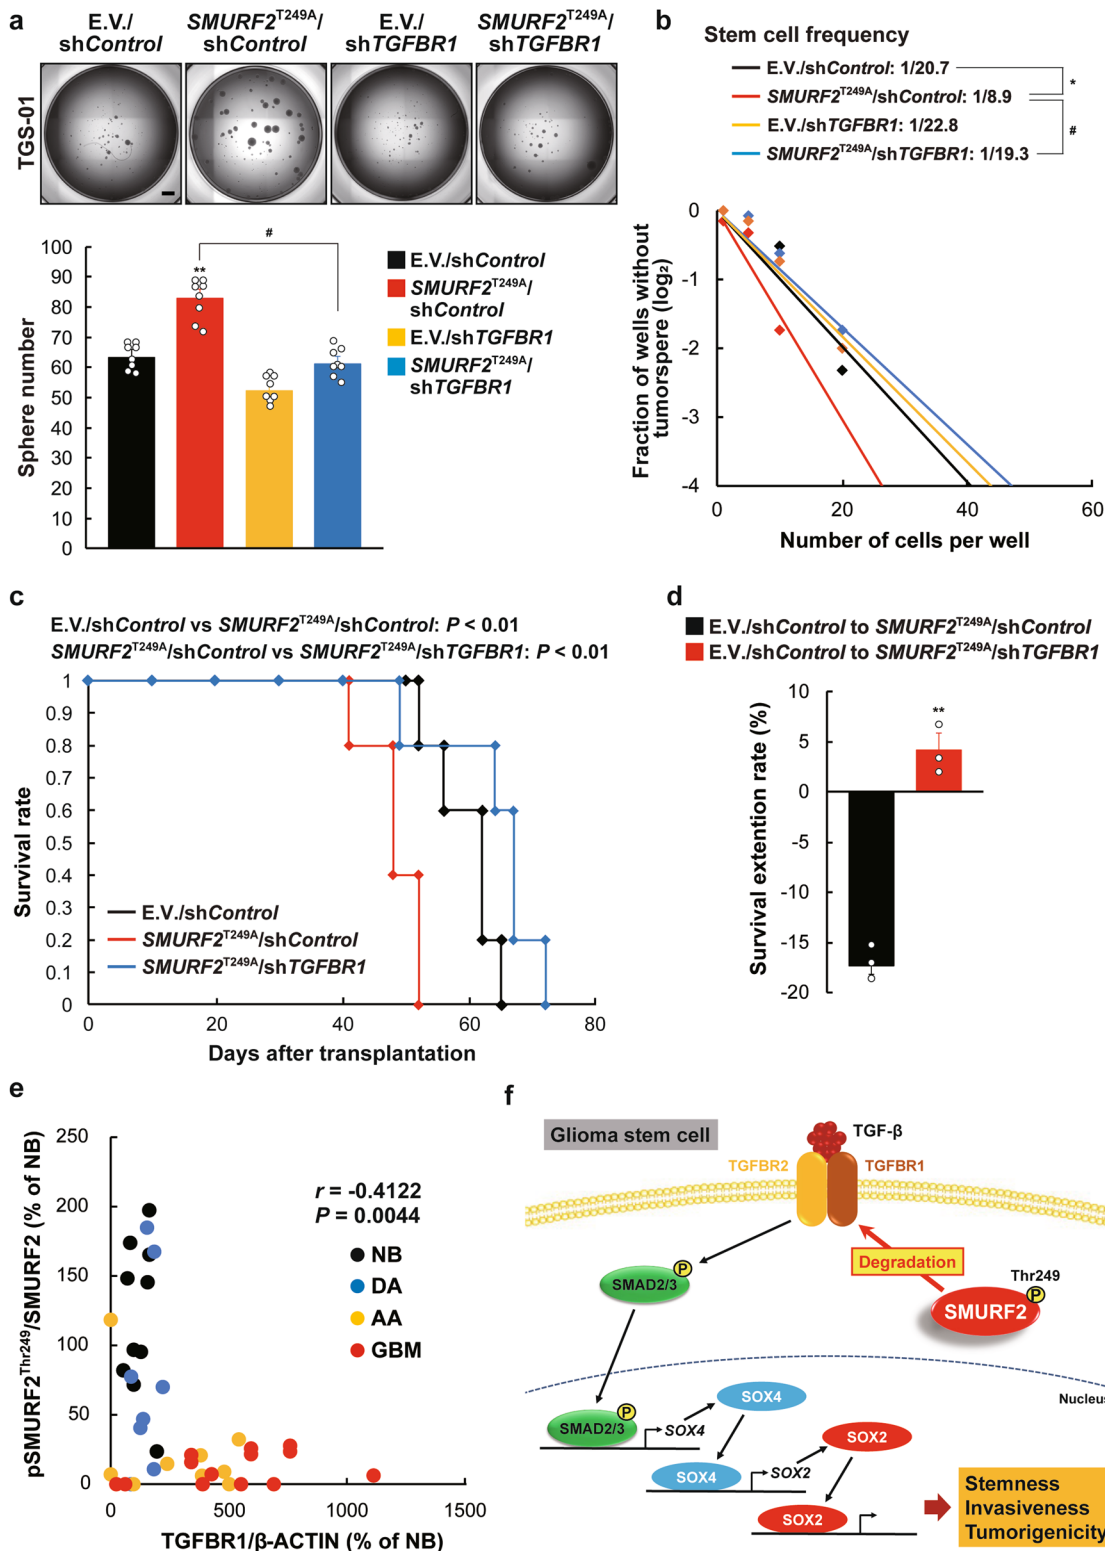 a
E.V./
shControl
SMURF2T249A/
shControl
E.V./
shTGFBR1
SMURF2T249A/
shTGFBR1
TGS-01
Sphere number
100
90
80
70
60
50
40
30
20
10
0
**
#
E.V./shControl
SMURF2T249A/
shControl
E.V./shTGFBR1
SMURF2T249A/
shTGFBR1
b
Stem cell frequency
E.V./shControl: 1/20.7
SMURF2T249A/shControl: 1/8.9
E.V./shTGFBR1: 1/22.8
SMURF2T249A/shTGFBR1: 1/19.3
*
#
Fraction of wells without
tumorspere (log2)
0
-1
-2
-3
-4
0
20
40
60
Number of cells per well
c
E.V./shControl vs SMURF2T249A/shControl: P < 0.01
SMURF2T249A/shControl vs SMURF2T249A/shTGFBR1: P < 0.01
Survival rate
1
0.9
0.8
0.7
0.6
0.5
0.4
0.3
0.2
0.1
0
E.V./shControl
SMURF2T249A/shControl
SMURF2T249A/shTGFBR1
0
20
40
60
80
Days after transplantation
d
E.V./shControl to SMURF2T249A/shControl
E.V./shControl to SMURF2T249A/shTGFBR1
Survival extention rate (%)
10
5
0
-5
-10
-15
-20
**
e
pSMURF2Thr249/SMURF2 (% of NB)
250
200
150
100
50
0
r = -0.4122
P = 0.0044
NB
DA
AA
GBM
0
500
1000
1500
TGFBR1/β-ACTIN (% of NB)
f
Glioma stem cell
TGF-β
TGFBR2
TGFBR1
Degradation
Thr249
P
SMURF2
P
SMAD2/3
Nucleus
P
SMAD2/3
SOX4
SOX4
SOX4
SOX2
SOX2
SOX2
Stemness
Invasiveness
Tumorigenicity